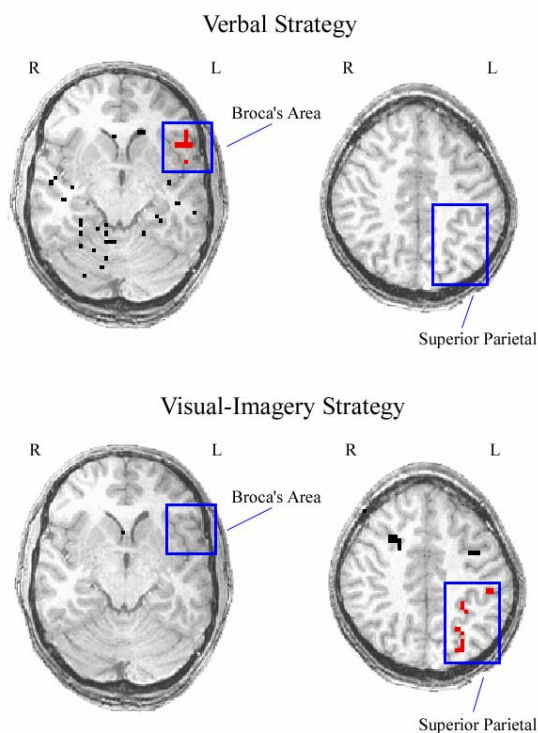 Verbal Strategy
R L R L
Broca's Area
Superior Parietal
Visual-Imagery Strategy
R L R L
Broca's Area
Superior Parietal